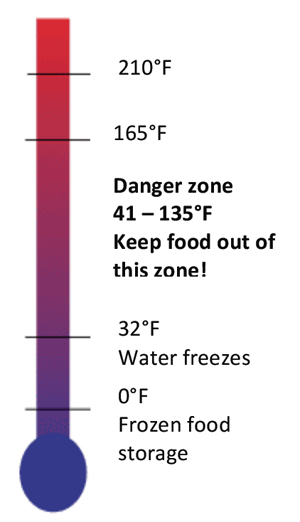 210°F
165°F
Danger zone
41 – 135°F
Keep food out of
this zone!
32°F
Water freezes
0°F
Frozen food
storage